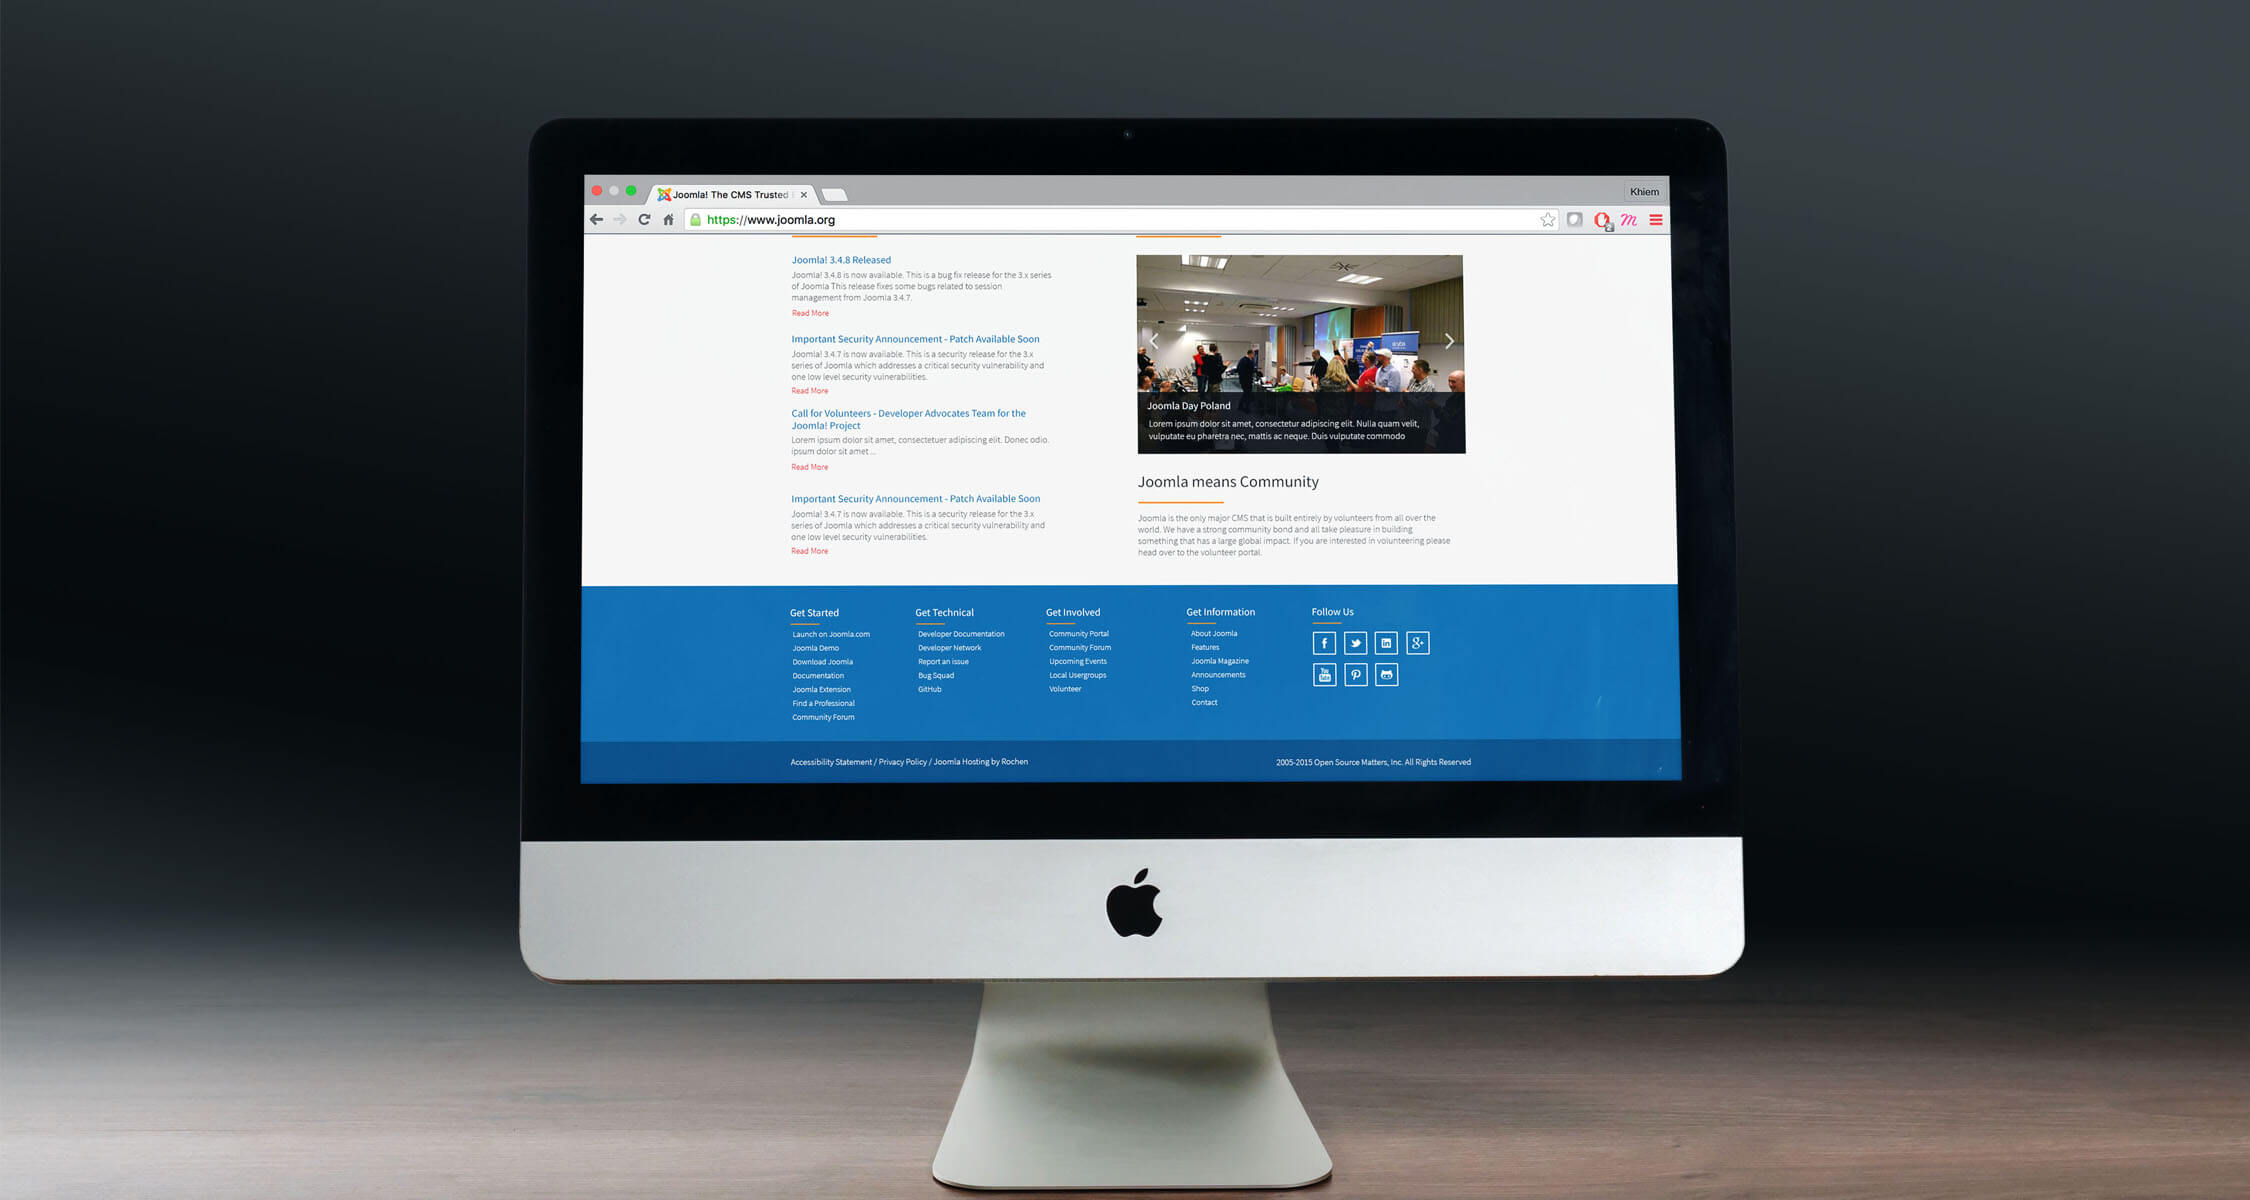 Joomla! The CMS Trusted
Khiem
https://www.joomla.org
Joomla! 3.4.8 Released
Joomla! 3.4.8 is now available. This is a bug fix release for the 3.x series
of Joomla This release fixes some bugs related to session
management from Joomla 3.4.7.
Read More
Important Security Announcement - Patch Available Soon
Joomla! 3.4.7 is now available. This is a security release for the 3.x
series of Joomla which addresses a critical security vulnerability and
one low level security vulnerabilities.
Read More
Call for Volunteers - Developer Advocates Team for the
Joomla! Project
Lorem ipsum dolor sit amet, consectetuer adipiscing elit. Donec odio.
ipsum dolor sit amet ...
Read More
Important Security Announcement - Patch Available Soon
Joomla! 3.4.7 is now available. This is a security release for the 3.x
series of Joomla which addresses a critical security vulnerability and
one low level security vulnerabilities.
Read More
Joomla Day Poland
Lorem ipsum dolor sit amet, consectetur adipiscing elit. Nulla quam velit,
vulputate eu pharetra nec, mattis ac neque. Duis vulputate commodo
Joomla means Community
Joomla is the only major CMS that is built entirely by volunteers from all over the
world. We have a strong community bond and all take pleasure in building
something that has a large global impact. If you are interested in volunteering please
head over to the volunteer portal.
Get Started
Launch on Joomla.com
Joomla Demo
Download Joomla
Documentation
Joomla Extension
Find a Professional
Community Forum
Get Technical
Developer Documentation
Developer Network
Report an issue
Bug Squad
GitHub
Get Involved
Community Portal
Community Forum
Upcoming Events
Local Usergroups
Volunteer
Get Information
About Joomla
Features
Joomla Magazine
Announcements
Shop
Contact
Follow Us
You
Tube
Accessibility Statement / Privacy Policy / Joomla Hosting by Rochen
2005-2015 Open Source Matters, Inc. All Rights Reserved